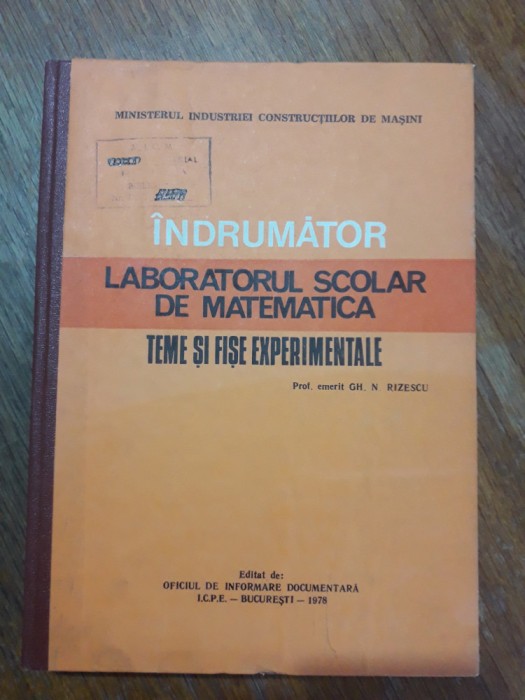 MINISTERUL INDUSTRIEI CONSTRUCȚIILOR DE MAȘINI
ÎNDRUMĂTOR
LABORATORUL SCOLAR
DE MATEMATICA
TEME ȘI FIȘE EXPERIMENTALE
Prof. emerit GH. N RIZESCU
Editat de:
OFICIUL DE INFORMARE DOCUMENTARĂ
I.C.P.E. — BUCUREȘTI — 1978